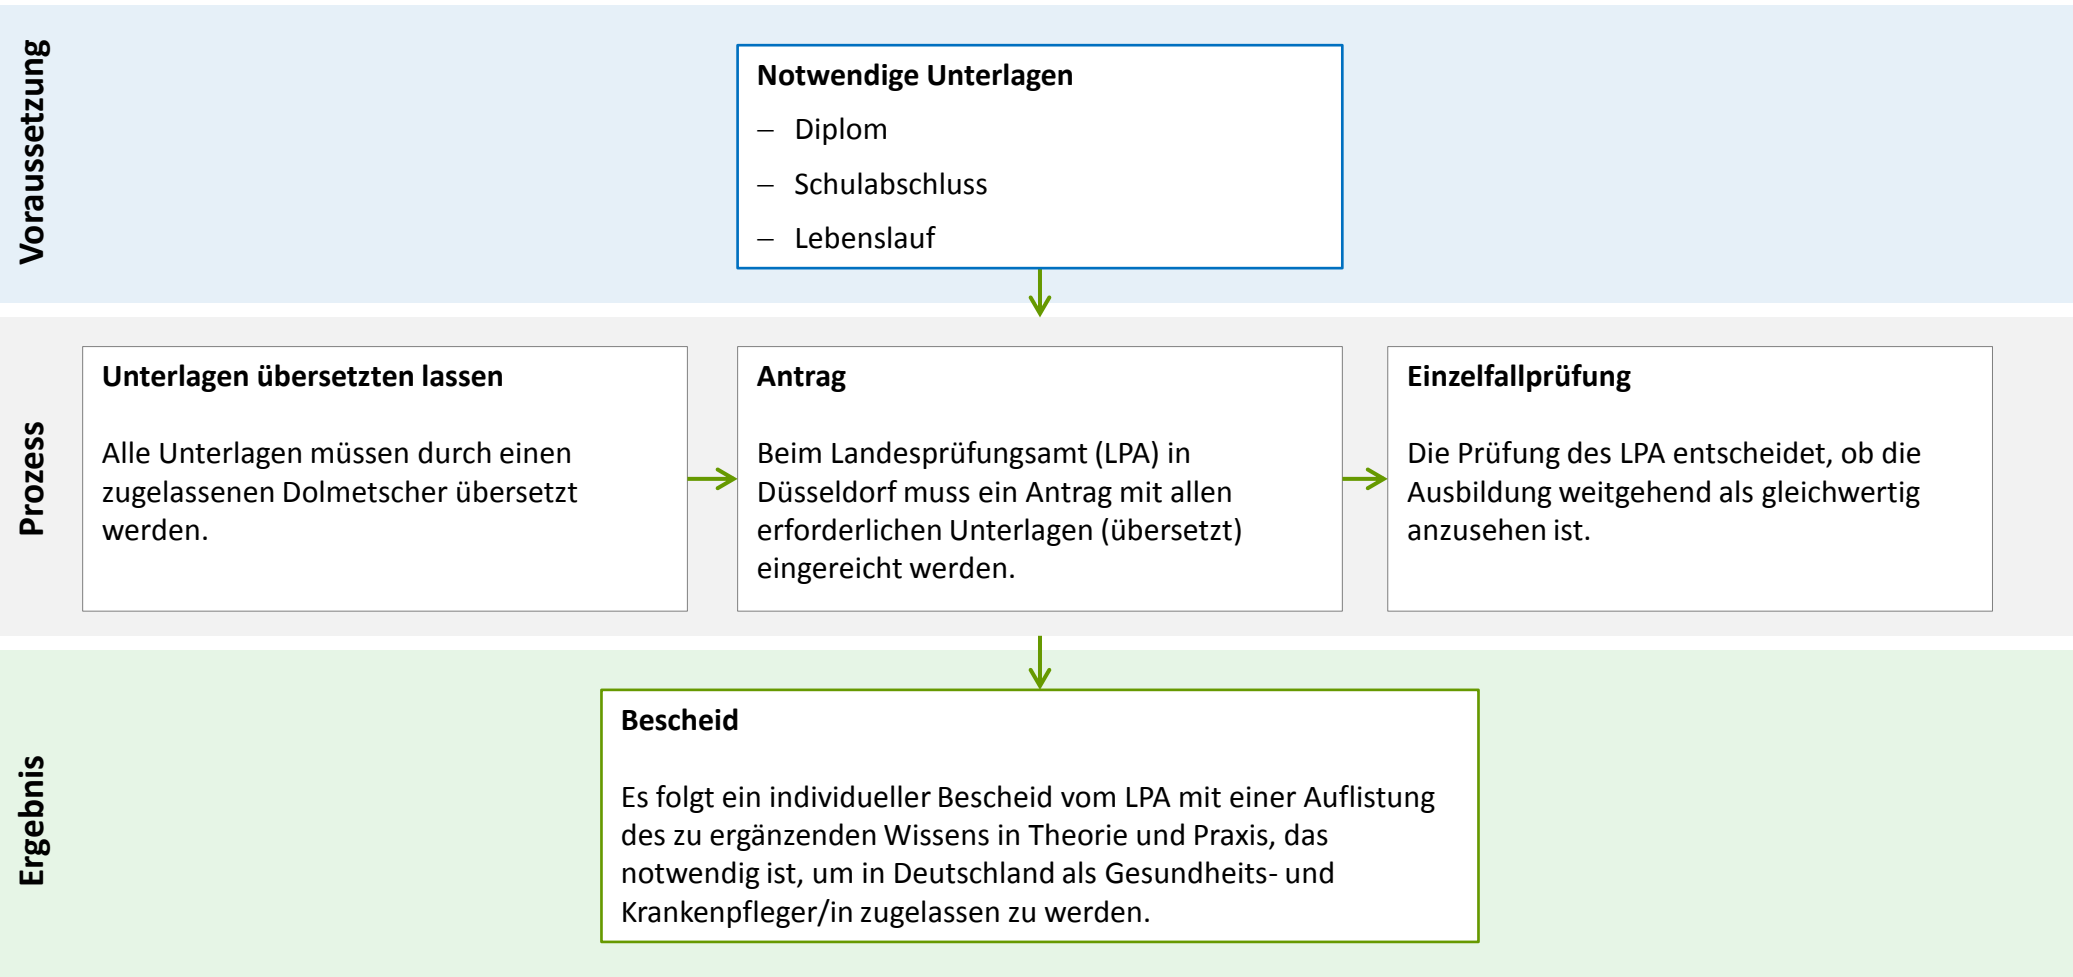 Voraussetzung
Notwendige Unterlagen
– Diplom
– Schulabschluss
– Lebenslauf
Prozess
Unterlagen übersetzten lassen
Alle Unterlagen müssen durch einen
zugelassenen Dolmetscher übersetzt
werden.
Antrag
Beim Landesprüfungsamt (LPA) in
Düsseldorf muss ein Antrag mit allen
erforderlichen Unterlagen (übersetzt)
eingereicht werden.
Einzelfallprüfung
Die Prüfung des LPA entscheidet, ob die
Ausbildung weitgehend als gleichwertig
anzusehen ist.
Ergebnis
Bescheid
Es folgt ein individueller Bescheid vom LPA mit einer Auflistung
des zu ergänzenden Wissens in Theorie und Praxis, das
notwendig ist, um in Deutschland als Gesundheits- und
Krankenpfleger/in zugelassen zu werden.